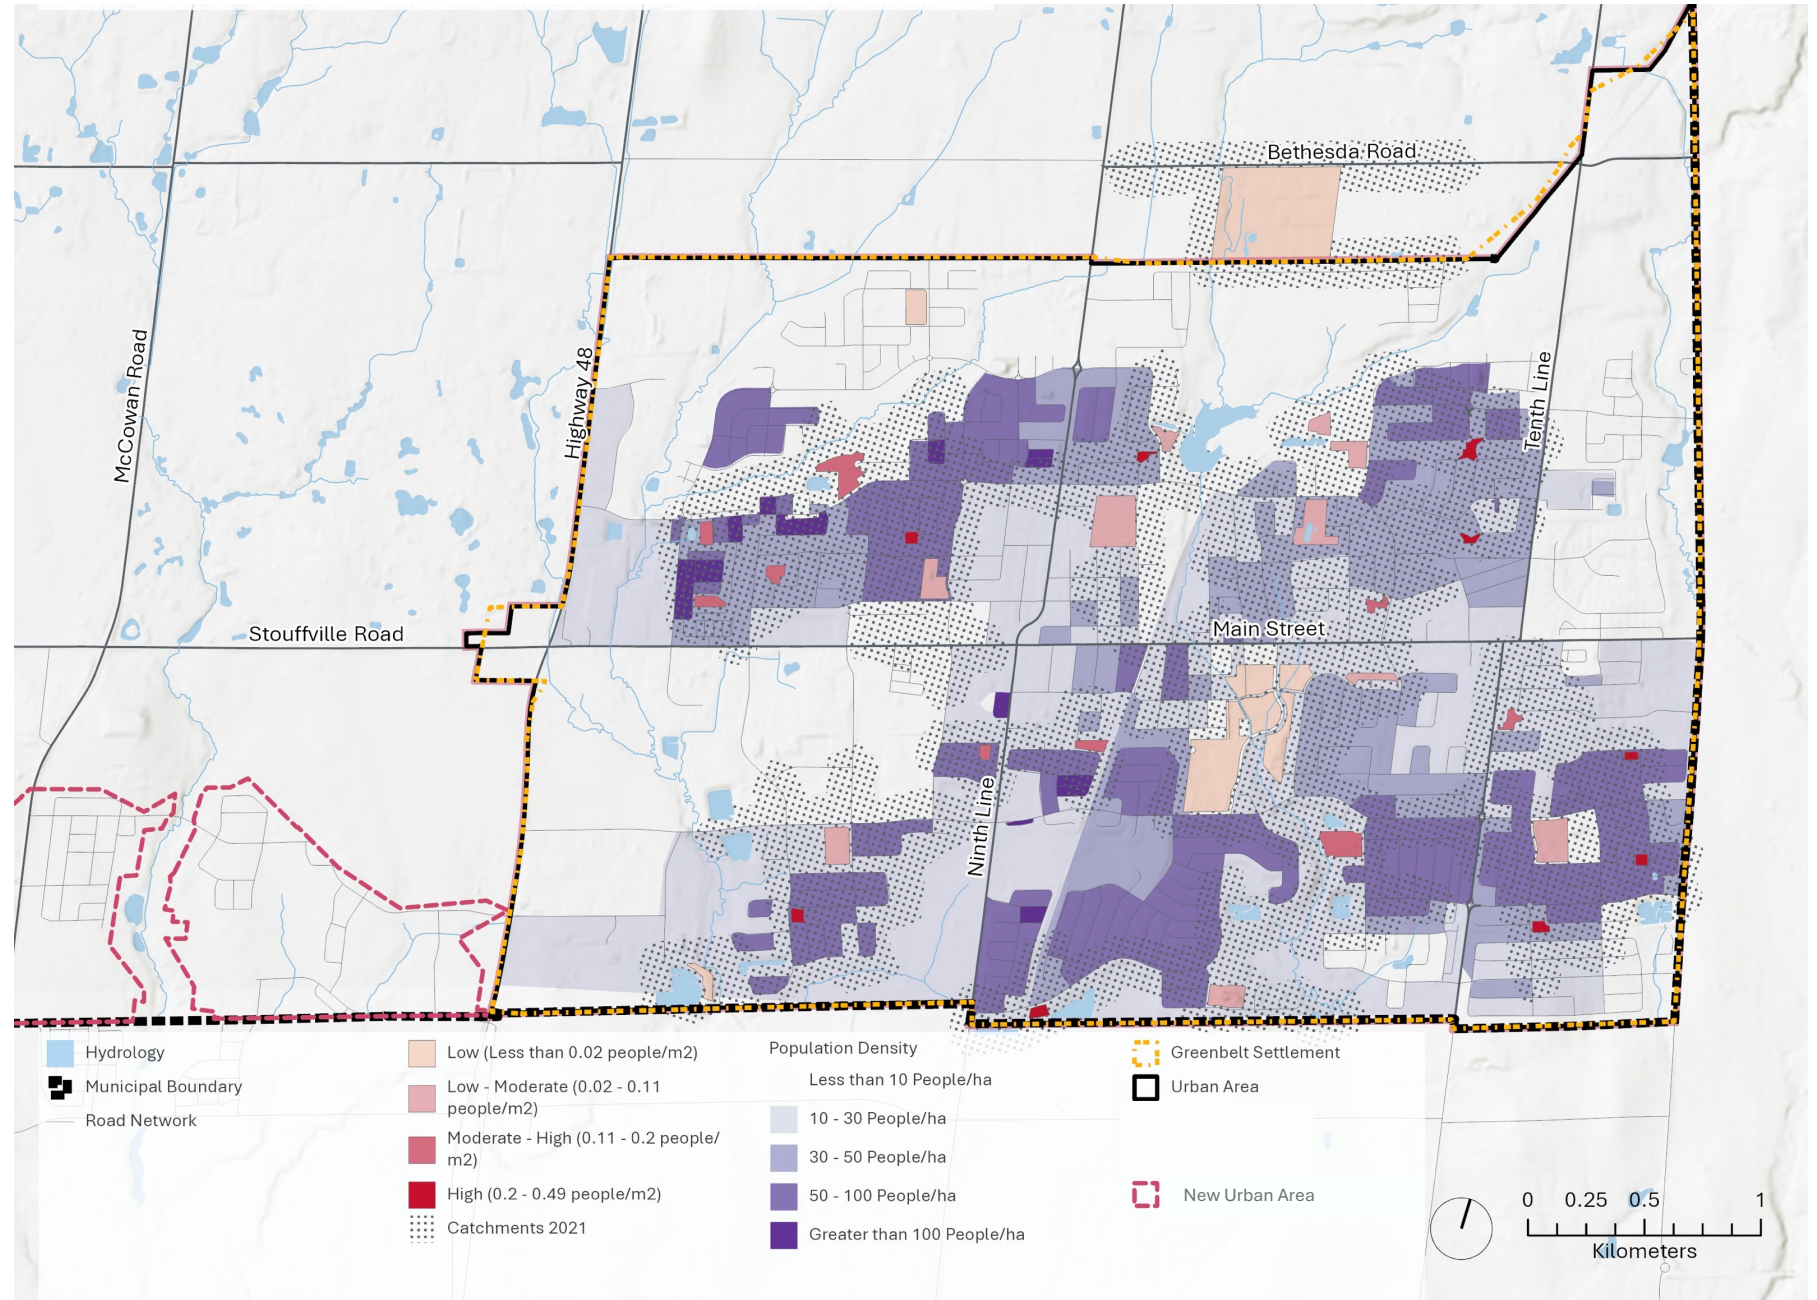 Bethesda Road
McCowan Road
Highway 48
Tenth Line
Stouffville Road
Main Street
Ninth Line
Hydrology
Municipal Boundary
Road Network
Low (Less than 0.02 people/m2)
Low - Moderate (0.02 - 0.11
people/m2)
Moderate - High (0.11 - 0.2 people/
m2)
High (0.2 - 0.49 people/m2)
Catchments 2021
Population Density
Less than 10 People/ha
10 - 30 People/ha
30 - 50 People/ha
50 - 100 People/ha
Greater than 100 People/ha
Greenbelt Settlement
Urban Area
New Urban Area
0 0.25 0.5 1
Kilometers